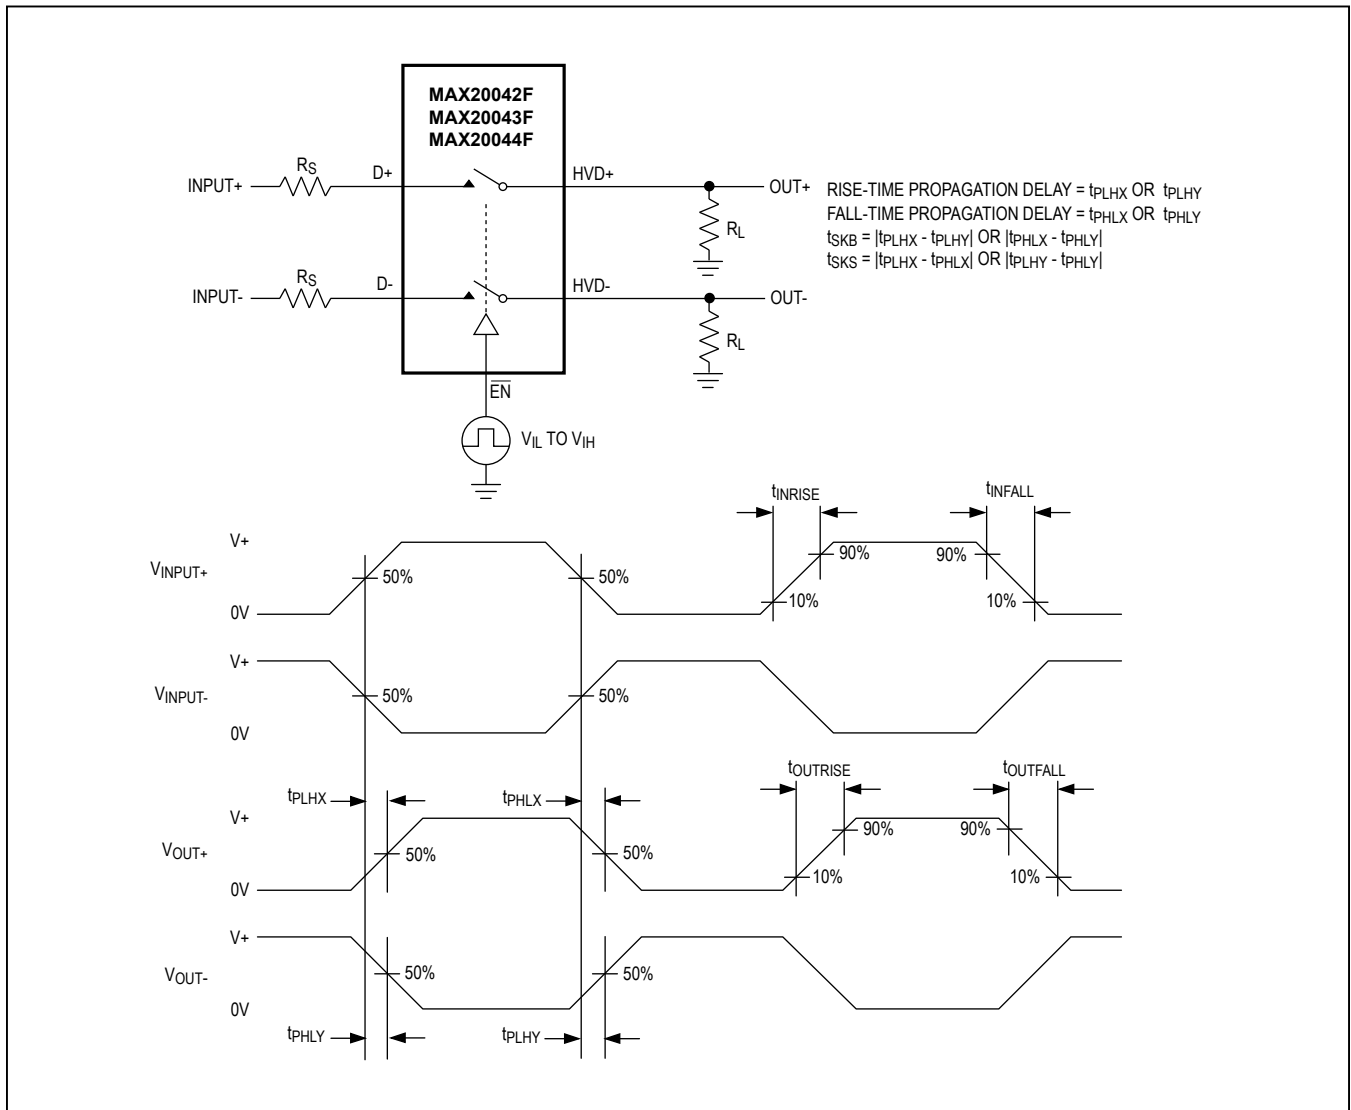 MAX20042F
MAX20043F
MAX20044F
RS
D+
HVD+
INPUT+
OUT+
RISE-TIME PROPAGATION DELAY = tPLHX OR tPLHY
FALL-TIME PROPAGATION DELAY = tPHLX OR tPHLY
tSKB = |tPLHX - tPLHY| OR |tPHLX - tPHLY|
tSKS = |tPLHX - tPHLX| OR |tPLHY - tPHLY|
RL
RS
D-
HVD-
INPUT-
OUT-
RL
EN
VIL TO VIH
tINRISE
tINFALL
V+
VINPUT+
0V
50%
50%
90%
90%
10%
10%
V+
VINPUT-
0V
50%
50%
tOUTRISE
tOUTFALL
tPLHX
tPHLX
V+
VOUT+
0V
50%
50%
90%
90%
10%
10%
V+
VOUT-
0V
50%
50%
tPHLY
tPLHY